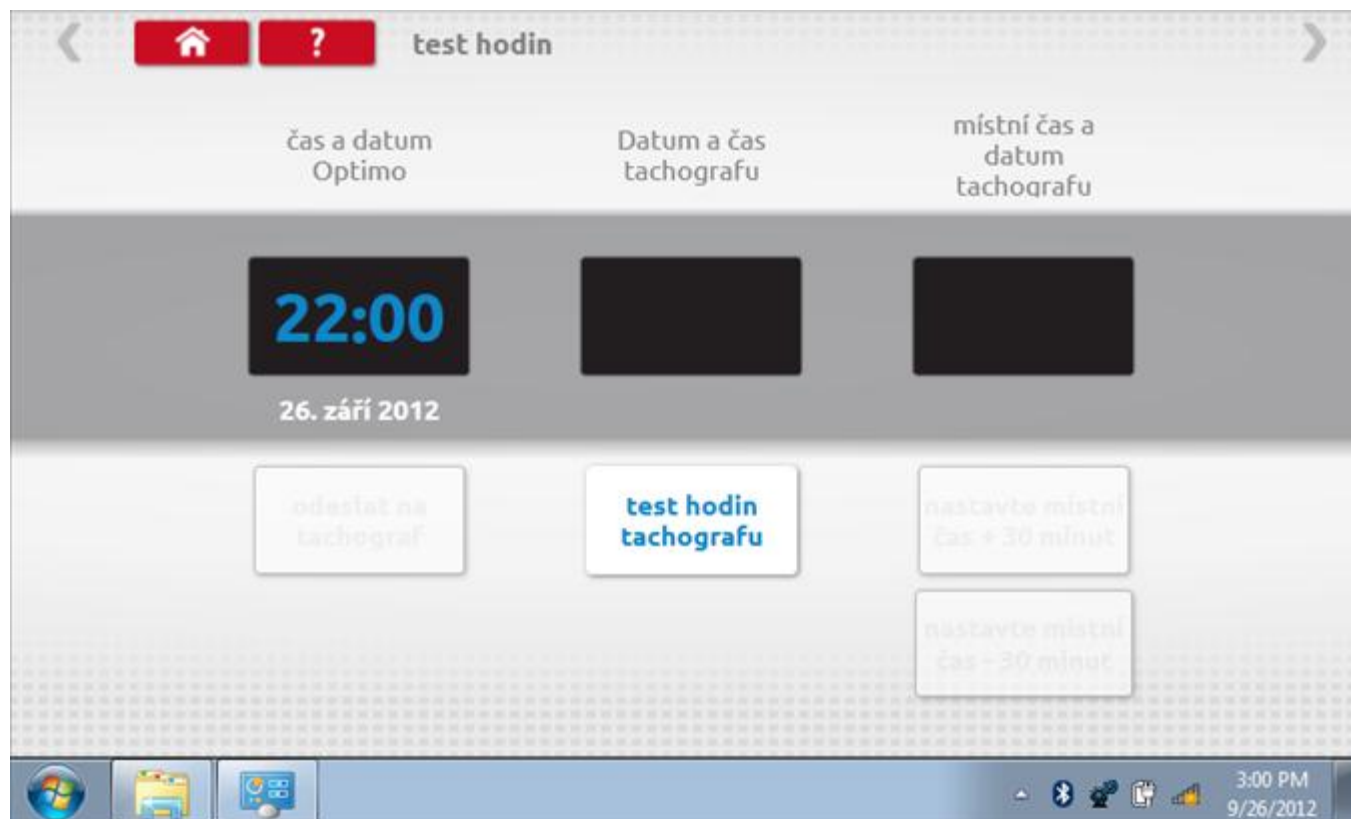 ? test hodin
čas a datum
Optimo
Datum a čas
tachografu
místní čas a
datum
tachografu
22:00
26. září 2012
odeslat na
tachograf
test hodin
tachografu
nastavte místní
čas + 30 minut
nastavte místní
čas - 30 minut
3:00 PM
9/26/2012